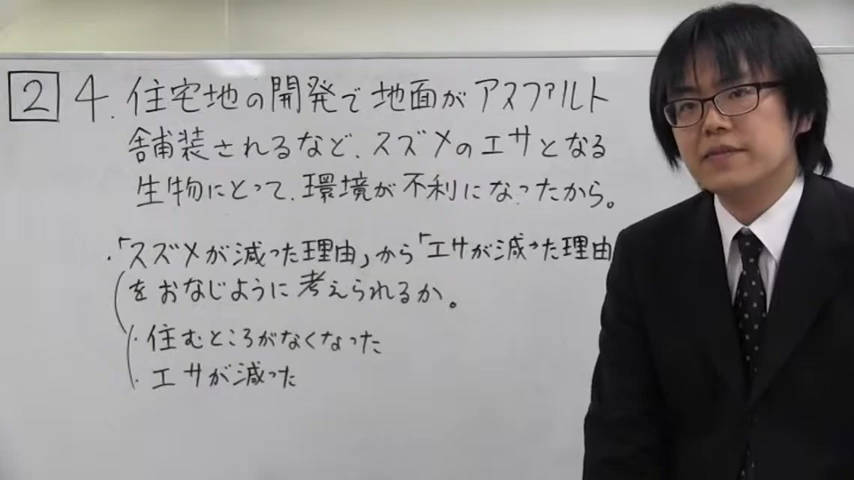 2 4. 住宅地の開発で地面がアスファルト
舗装されるなど、スズメのエサとなる
生物にとって、環境が不利になったから。
・「スズメが減った理由」から「エサが減った理由
をおなじように考えられるか。
・住むところがなくなった
・エサが減った